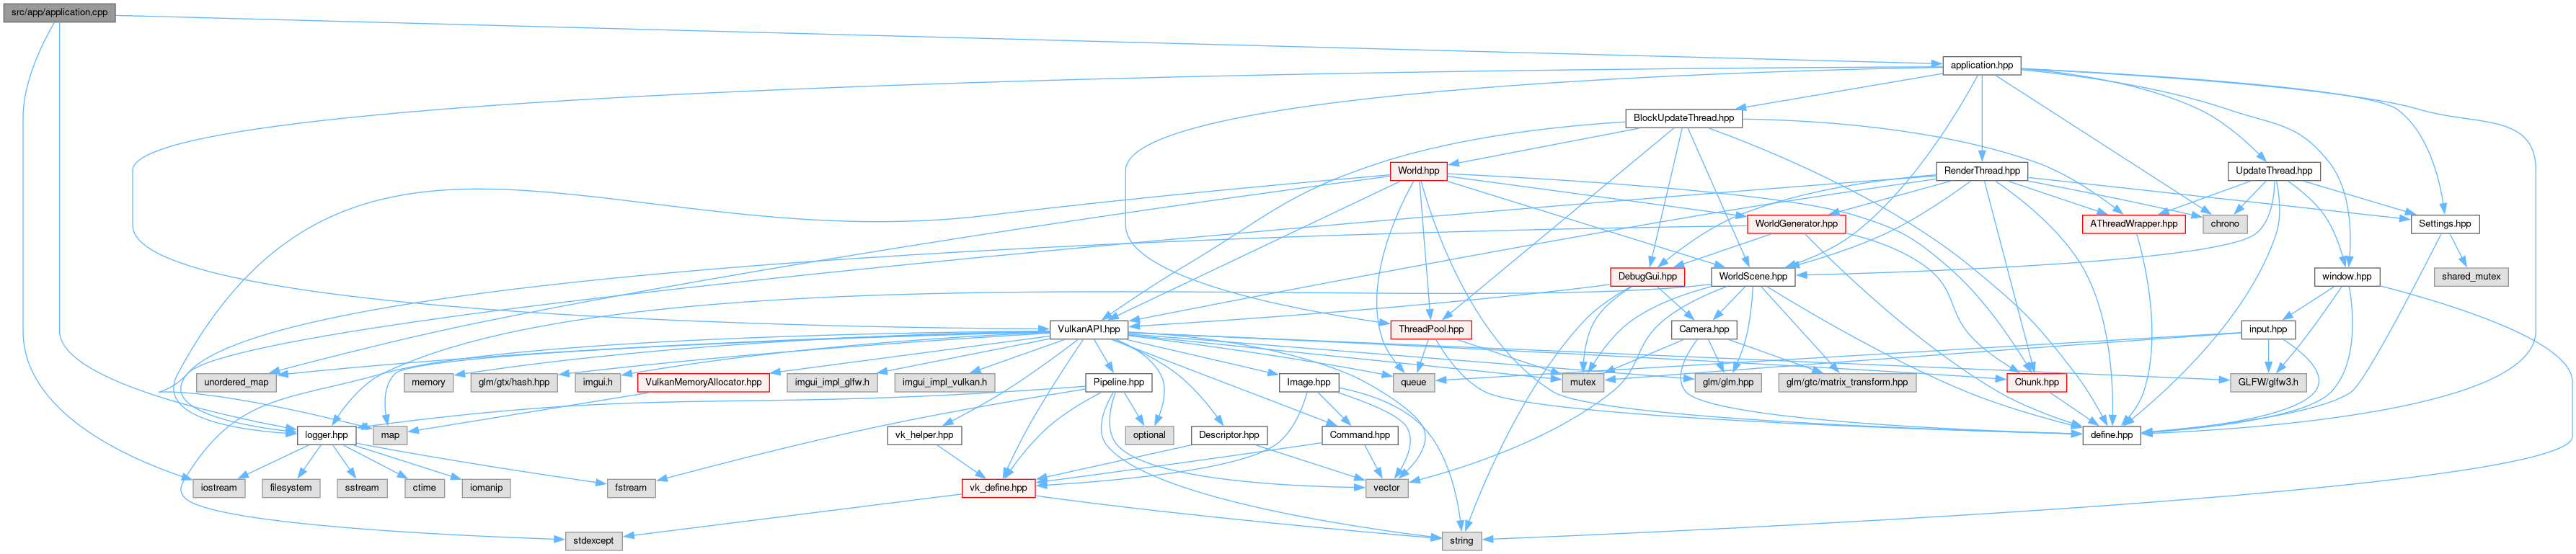 src/app/application.cpp
application.hpp
BlockUpdateThread.hpp
World.hpp
RenderThread.hpp
UpdateThread.hpp
WorldGenerator.hpp
AThreadWrapper.hpp
chrono
Settings.hpp
DebugGui.hpp
WorldScene.hpp
window.hpp
shared_mutex
VulkanAPI.hpp
ThreadPool.hpp
Camera.hpp
input.hpp
unordered_map
memory
glm/gtx/hash.hpp
imgui.h
VulkanMemoryAllocator.hpp
imgui_impl_glfw.h
imgui_impl_vulkan.h
Pipeline.hpp
Image.hpp
queue
mutex
glm/glm.hpp
glm/gtc/matrix_transform.hpp
Chunk.hpp
GLFW/glfw3.h
logger.hpp
map
vk_helper.hpp
optional
Descriptor.hpp
Command.hpp
define.hpp
iostream
filesystem
sstream
ctime
iomanip
fstream
vk_define.hpp
vector
stdexcept
string